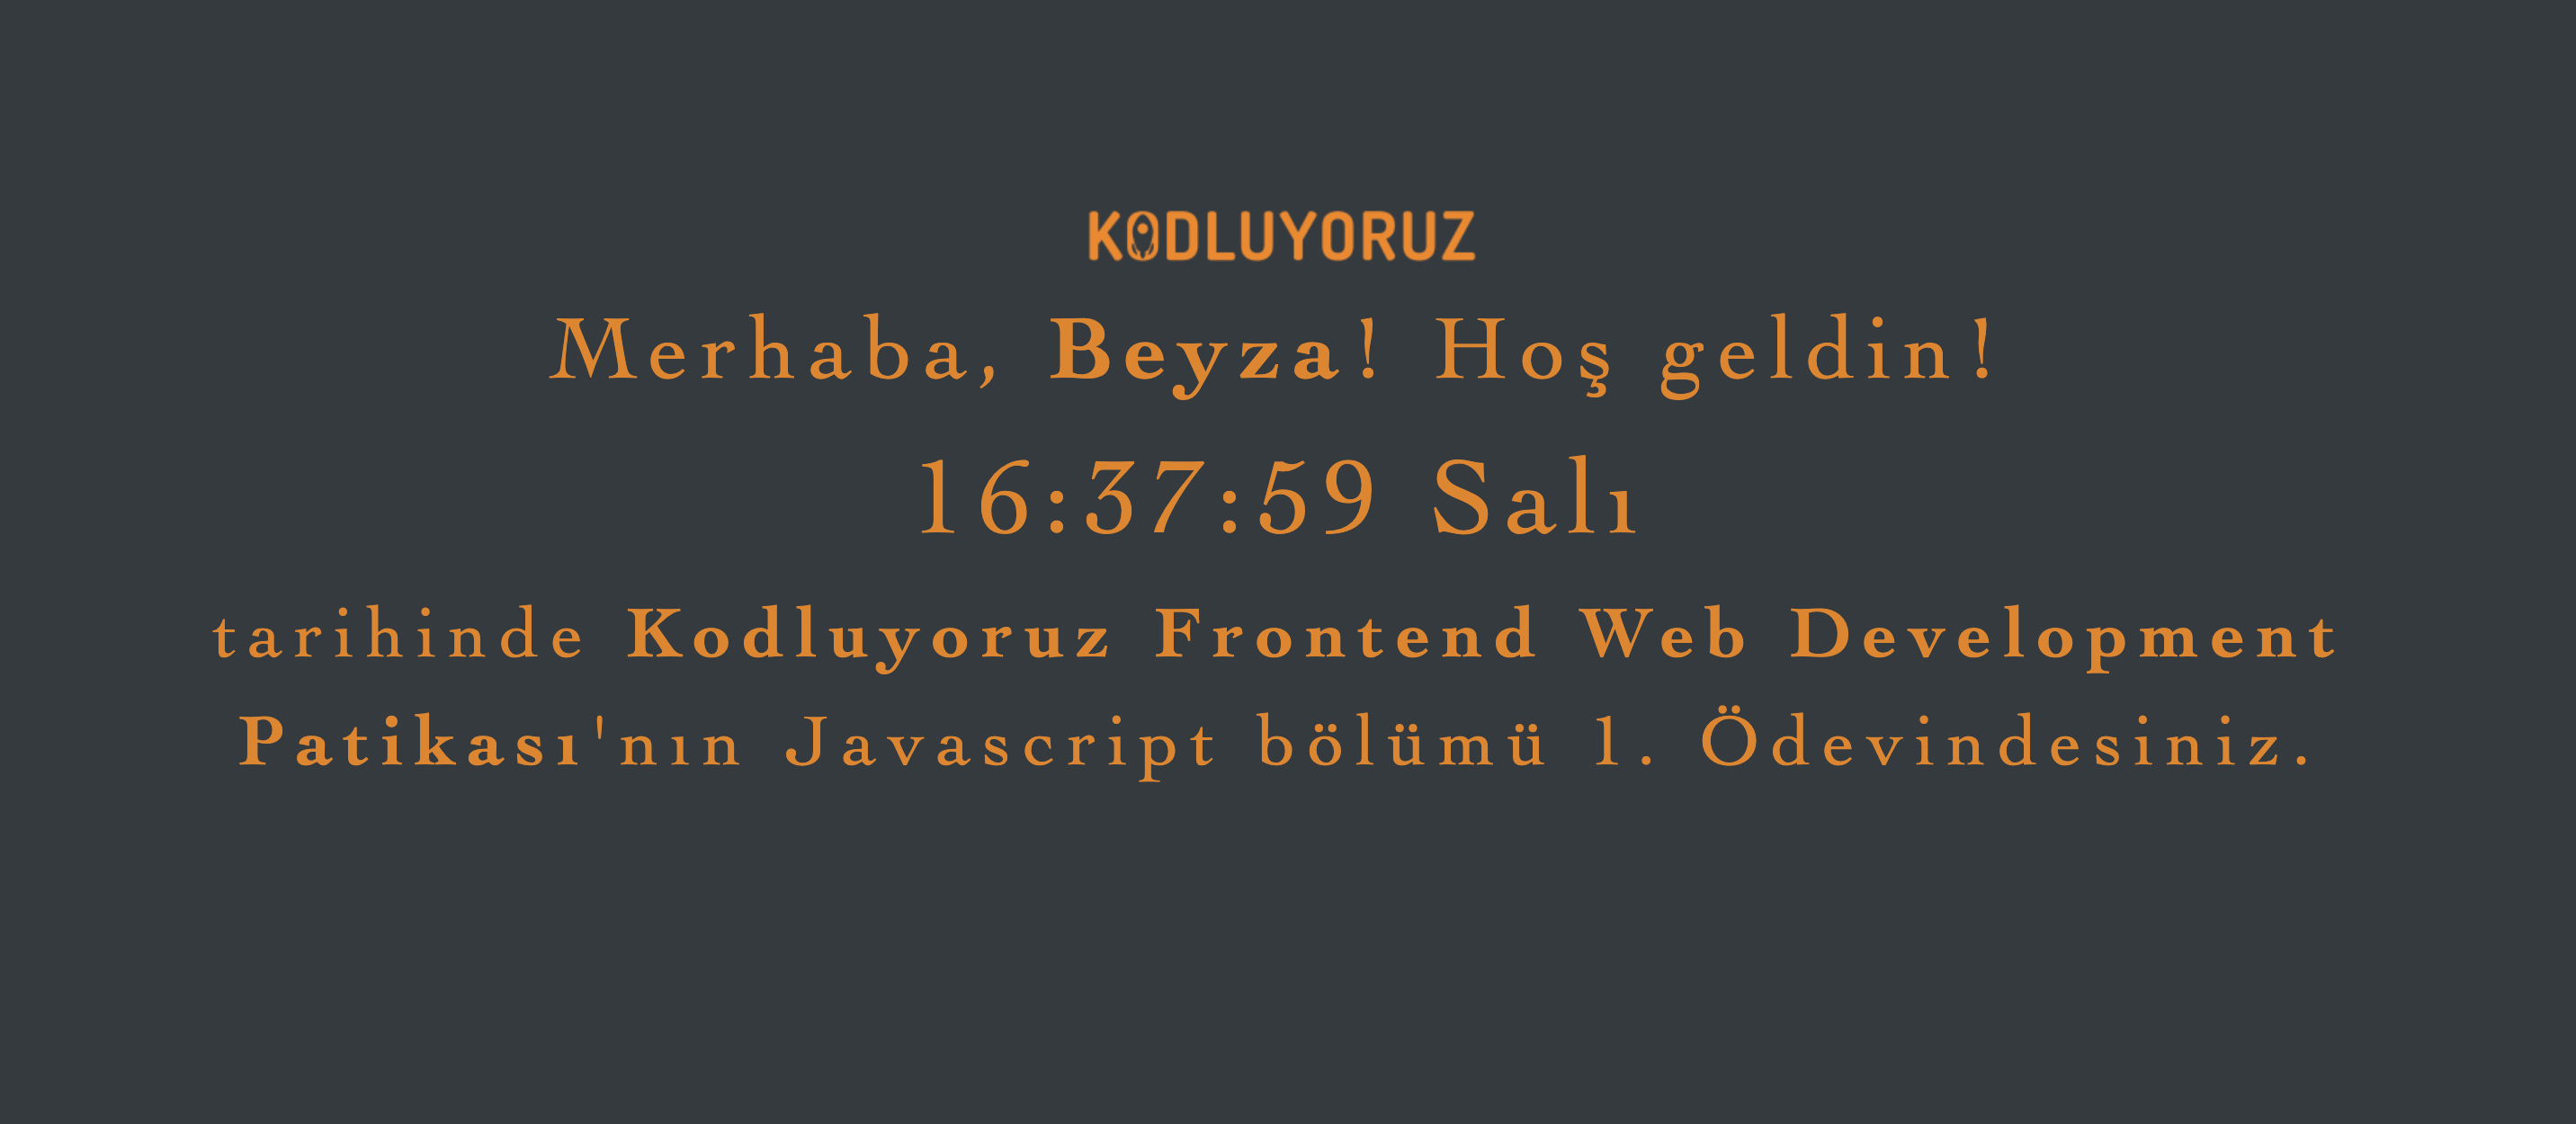 KODLUYORUZ
Merhaba, Beyza! Hoş geldin!
16:37:59 Salı
tarihinde Kodluyoruz Frontend Web Development
Patikası'nın Javascript bölümü 1. Ödevindesiniz.